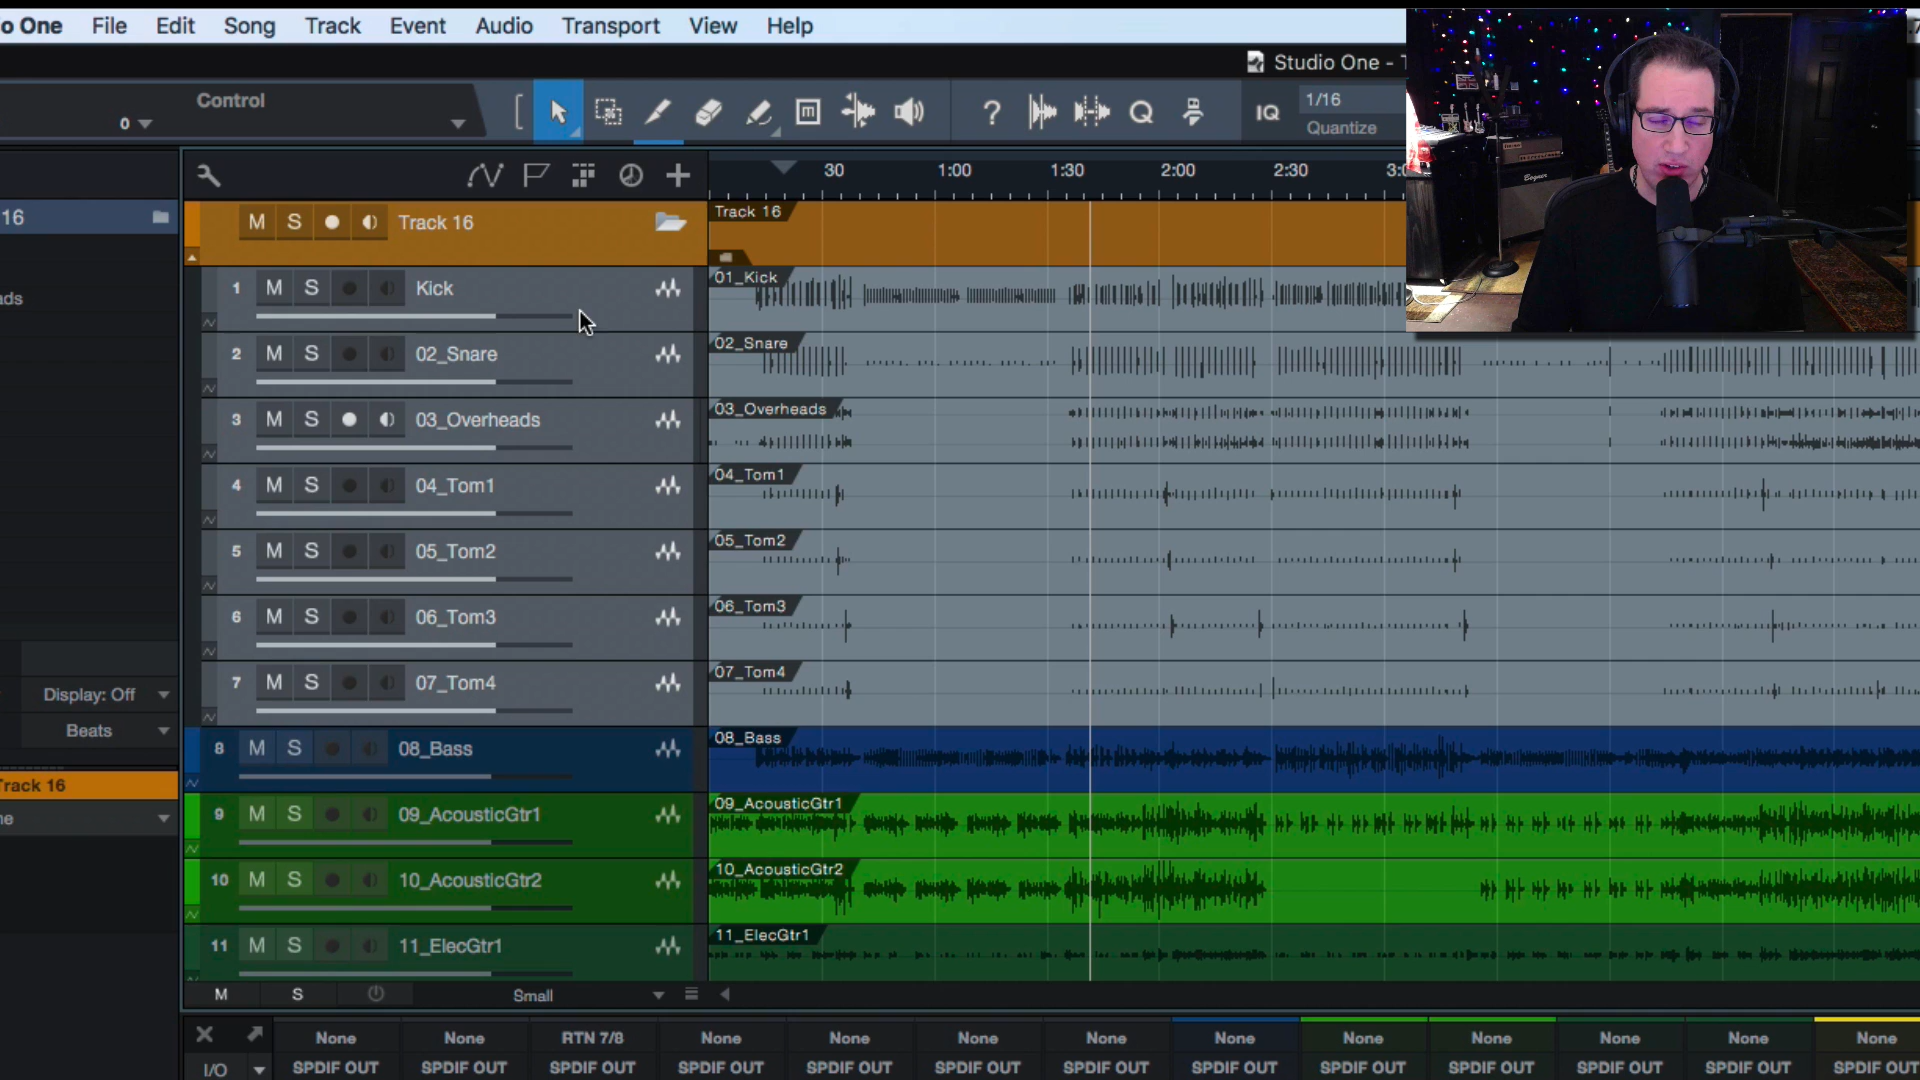 o One File Edit Song Track Event Audio Transport View Help
Studio One -
Control
0
1/16
Quantize
IQ
30 1:00 1:30 2:00 2:30
16
M S Track 16
Track 16
1 M S Kick
01_Kick
ads
2 M S 02_Snare
02_Snare
3 M S 03_Overheads
03_Overheads
4 M S 04_Tom1
04_Tom1
5 M S 05_Tom2
05_Tom2
6 M S 06_Tom3
06_Tom3
7 M S 07_Tom4
07_Tom4
Display: Off
Beats
8 M S 08_Bass
08_Bass
Track 16
ne
9 M S 09_AcousticGtr1
09_AcousticGtr1
10 M S 10_AcousticGtr2
10_AcousticGtr2
11 M S 11_ElecGtr1
11_ElecGtr1
M S Small
None None RTN 7/8 None None None None None None None None None None
I/O SPDIF OUT SPDIF OUT SPDIF OUT SPDIF OUT SPDIF OUT SPDIF OUT SPDIF OUT SPDIF OUT SPDIF OUT SPDIF OUT SPDIF OUT SPDIF OUT SPDIF OUT
Bogner